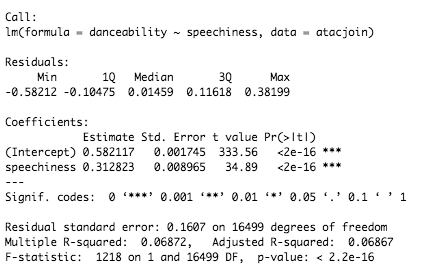 Call:
lm(formula = danceability ~ speechiness, data = atacjoin)
Residuals:
Min 1Q Median 3Q Max
-0.58212 -0.10475 0.01459 0.11618 0.38199
Coefficients:
Estimate Std. Error t value Pr(>|t|)
(Intercept) 0.582117 0.001745 333.56 <2e-16 ***
speechiness 0.312823 0.008965 34.89 <2e-16 ***
---
Signif. codes: 0 ‘***’ 0.001 ‘**’ 0.01 ‘*’ 0.05 ‘.’ 0.1 ‘ ’ 1
Residual standard error: 0.1607 on 16499 degrees of freedom
Multiple R-squared: 0.06872, Adjusted R-squared: 0.06867
F-statistic: 1218 on 1 and 16499 DF, p-value: < 2.2e-16